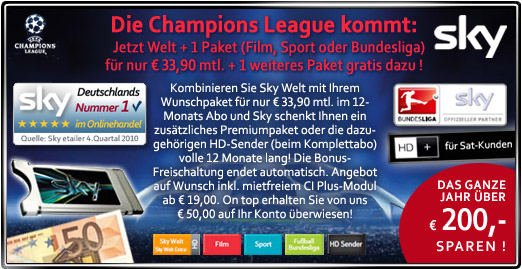 CHAMPIONS
LEAGUE
Die Champions League kommt:
Jetzt Welt + 1 Paket (Film, Sport oder Bundesliga)
für nur € 33,90 mtl. + 1 weiteres Paket gratis dazu !
sky
sky
Deutschlands
Nummer 1
im Onlinehandel
Quelle: Sky etailer 4.Quartal 2010
Kombinieren Sie Sky Welt mit Ihrem
Wunschpaket für nur € 33,90 mtl. im 12-
Monats Abo und Sky schenkt Ihnen ein
zusätzliches Premiumpaket oder die dazu-
gehörigen HD-Sender (beim Komplettabo)
volle 12 Monate lang! Die Bonus-
Freischaltung endet automatisch. Angebot
auf Wunsch inkl. mietfreiem CI Plus-Modul
ab € 19,00. On top erhalten Sie von uns
€ 50,00 auf Ihr Konto überwiesen!
BUNDESLIGA
sky
OFFIZIELLER PARTNER
HD +
für Sat-Kunden
DAS GANZE
JAHR ÜBER
€ 200,-
SPAREN !
50
Sky Welt
Sky Welt Extra
HD
Film
Sport
Fußball
Bundesliga
HD Sender